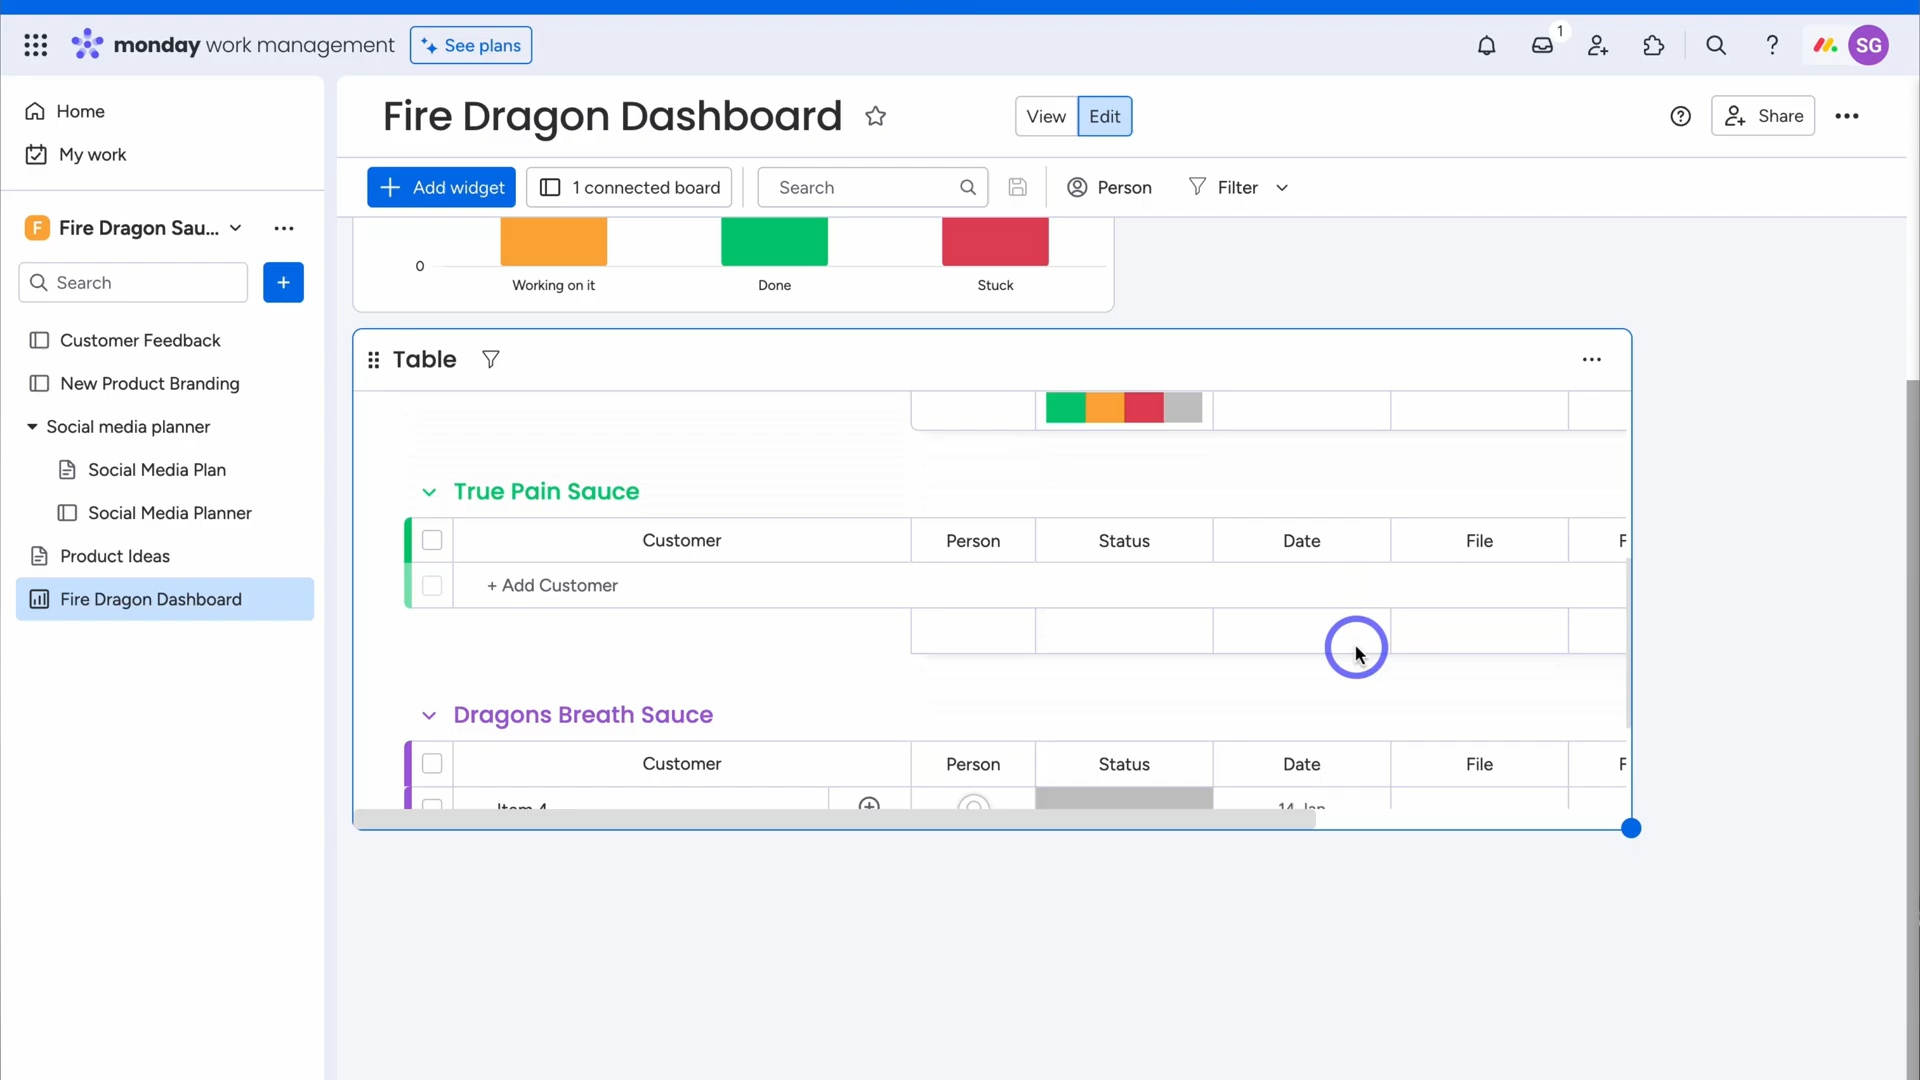 monday work management
See plans
1
SG
Home
My work
F Fire Dragon Sau...
Search
Customer Feedback
New Product Branding
Social media planner
Social Media Plan
Social Media Planner
Product Ideas
Fire Dragon Dashboard
Fire Dragon Dashboard
View Edit
Share
Add widget
1 connected board
Search
Person
Filter
0
Working on it
Done
Stuck
Table
True Pain Sauce
Customer Person Status Date File F
+ Add Customer
Dragons Breath Sauce
Customer Person Status Date File F
Item 4
14 Jan